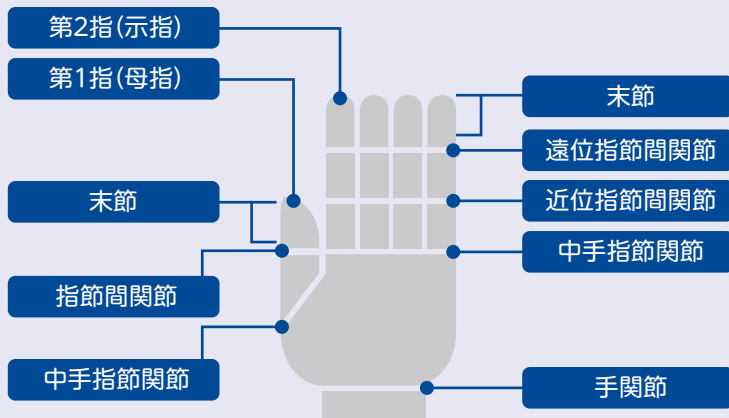 第2指(示指)
第1指(母指)
末節
指節間関節
中手指節関節
末節
遠位指節間関節
近位指節間関節
中手指節関節
手関節